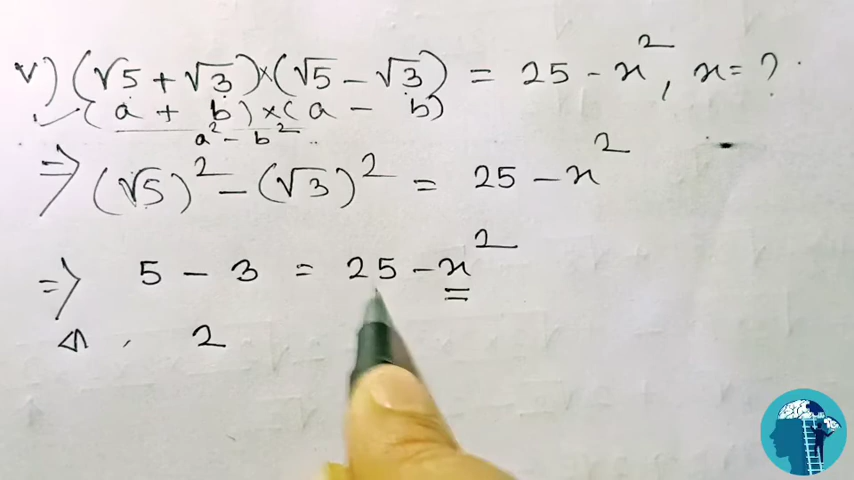 v) (√5 + √3) × (√5 − √3) = 25 − x², x = ?
(a + b) × (a − b)
a² − b²
⇒ (√5)² − (√3)² = 25 − x²
⇒ 5 − 3 = 25 − x²
2